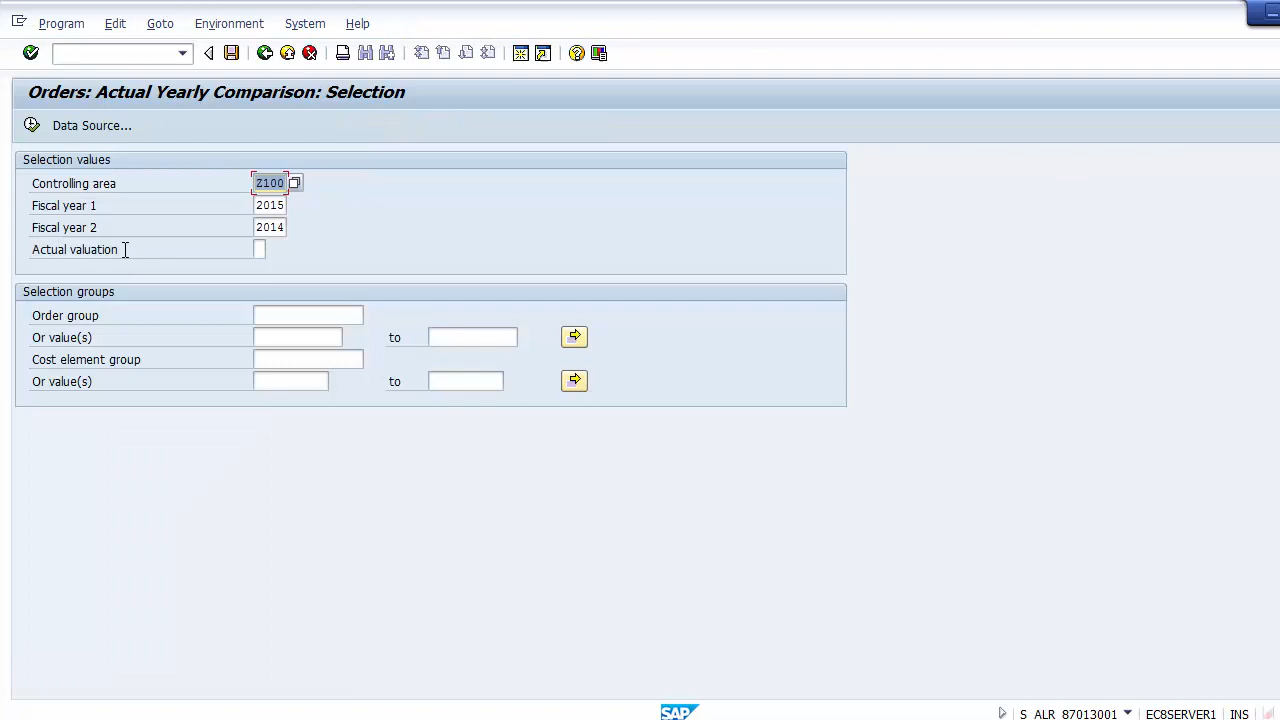 Program Edit Goto Environment System Help
Orders: Actual Yearly Comparison: Selection
Data Source...
Selection values
Controlling area Z100
Fiscal year 1 2015
Fiscal year 2 2014
Actual valuation
Selection groups
Order group
Or value(s) to
Cost element group
Or value(s) to
SAP S_ALR_87013001 EC8SERVER1 INS